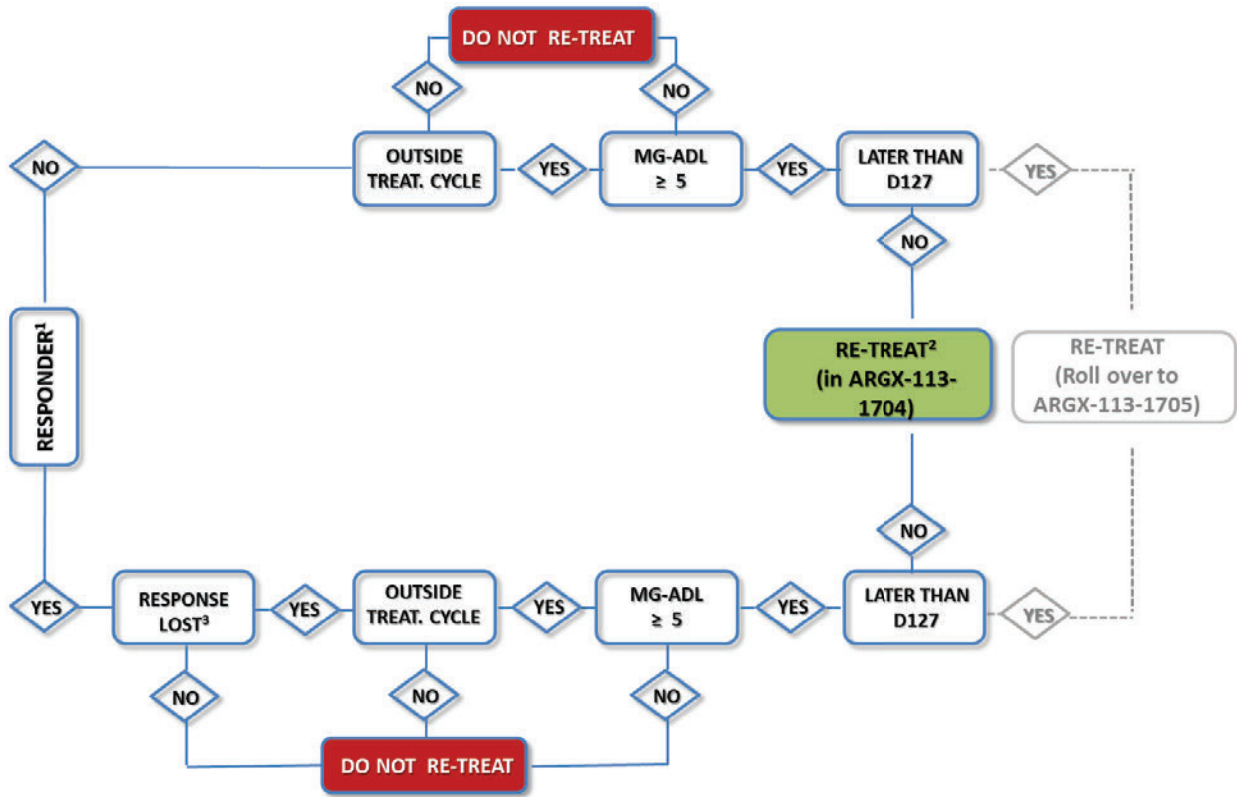 DO NOT RE-TREAT
NO
NO
NO
OUTSIDE
TREAT. CYCLE
YES
MG-ADL
≥ 5
YES
LATER THAN
D127
YES
NO
RESPONDER¹
RE-TREAT²
(in ARGX-113-
1704)
RE-TREAT
(Roll over to
ARGX-113-1705)
NO
YES
RESPONSE
LOST³
YES
OUTSIDE
TREAT. CYCLE
YES
MG-ADL
≥ 5
YES
LATER THAN
D127
YES
NO
NO
NO
DO NOT RE-TREAT